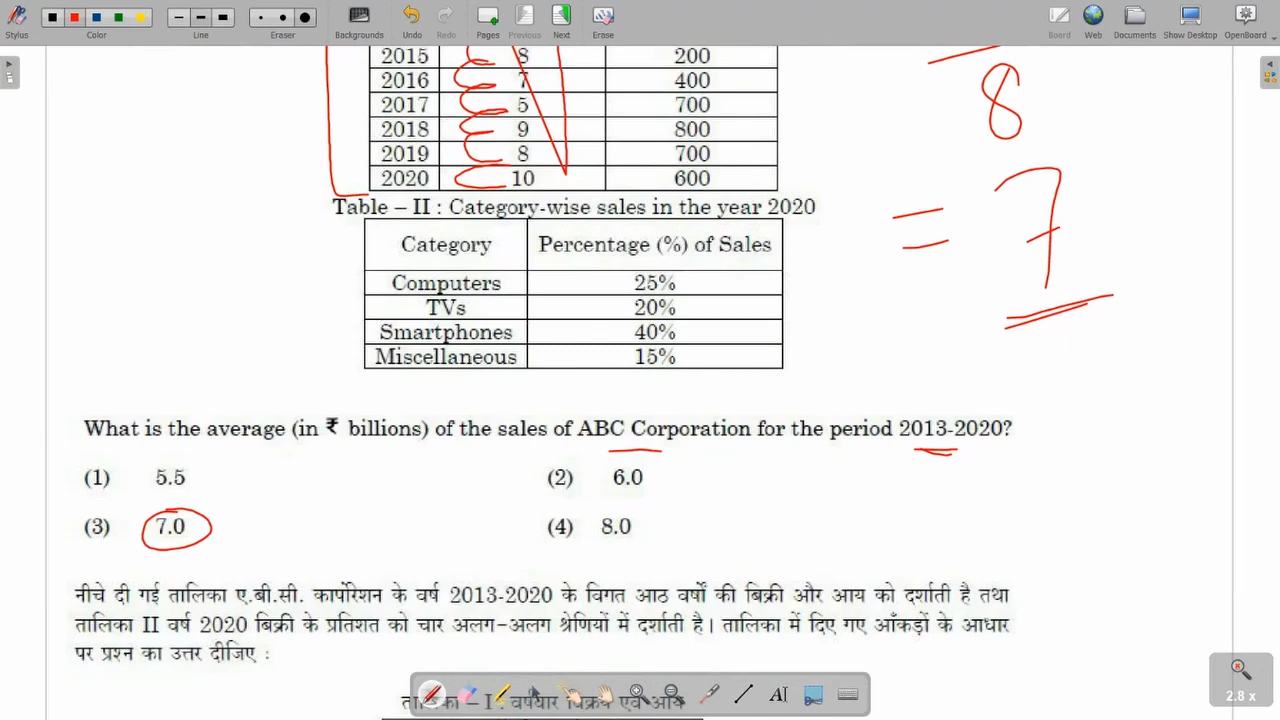 Stylus Color Line Eraser Backgrounds Undo Redo Pages Previous Next Erase Board Web Documents Show Desktop OpenBoard
2015 8 200
2016 7 400
2017 5 700
2018 9 800
2019 8 700
2020 10 600
8
= 7
Table – II : Category-wise sales in the year 2020
Category Percentage (%) of Sales
Computers 25%
TVs 20%
Smartphones 40%
Miscellaneous 15%
What is the average (in ₹ billions) of the sales of ABC Corporation for the period 2013-2020?
(1) 5.5 (2) 6.0
(3) 7.0 (4) 8.0
नीचे दी गई तालिका ए.बी.सी. कार्पोरेशन के वर्ष 2013-2020 के विगत आठ वर्षों की बिक्री और आय को दर्शाती है तथा
तालिका II वर्ष 2020 बिक्री के प्रतिशत को चार अलग-अलग श्रेणियों में दर्शाती है। तालिका में दिए गए आँकड़ों के आधार
पर प्रश्न का उत्तर दीजिए :
– I : एवं आय
2.8 x